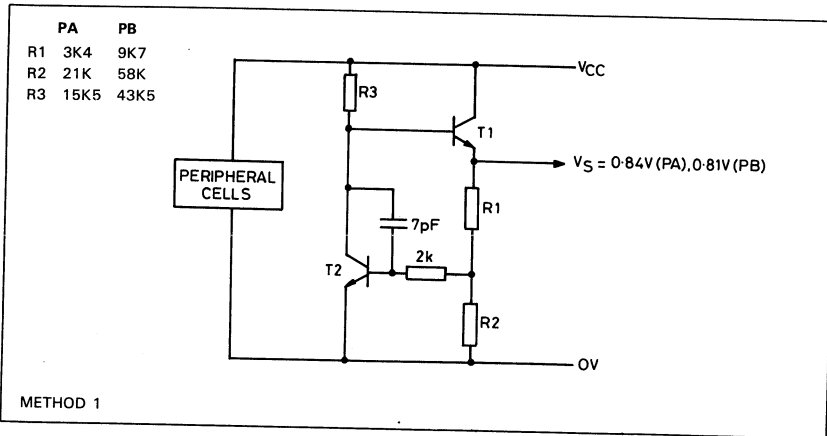 PA PB
R1 3K4 9K7
R2 21K 58K
R3 15K5 43K5
VCC
R3
T1
VS = 0·84V (PA), 0·81V (PB)
PERIPHERAL
CELLS
R1
7pF
2k
T2
R2
OV
METHOD 1